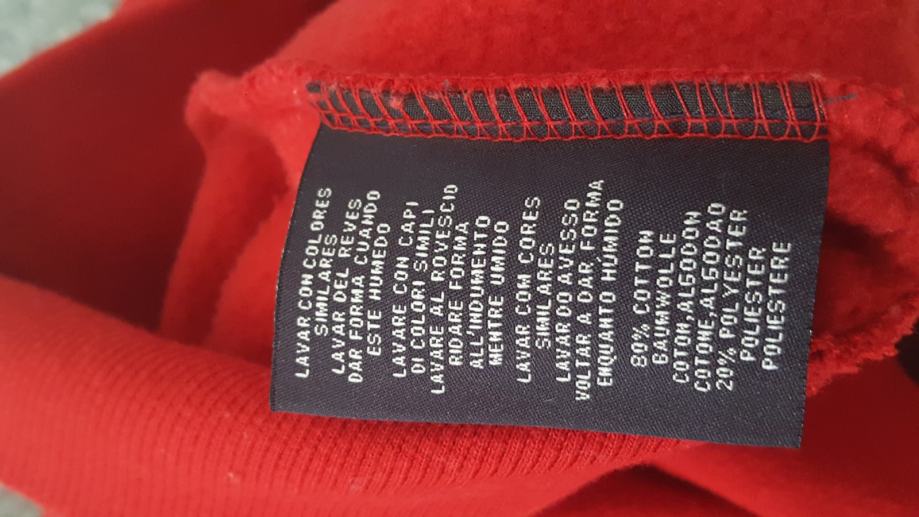 LAVAR CON COLORES
SIMILARES
LAVAR DEL REVES
DAR FORMA CUANDO
ESTE HUMEDO
LAVARE CON CAPI
DI COLORI SIMILI
LAVARE AL ROVESCIO
RIDARE FORMA
ALL'INDUMENTO
MENTRE UMIDO
LAVAR COM CORES
SIMILARES
LAVAR DO AVESSO
VOLTAR A DAR FORMA
ENQUANTO HÚMIDO
80% COTTON
BAUMWOLLE
COTON,ALGODON
COTONE,ALGODAO
20% POLYESTER
POLIESTER
POLIESTERE